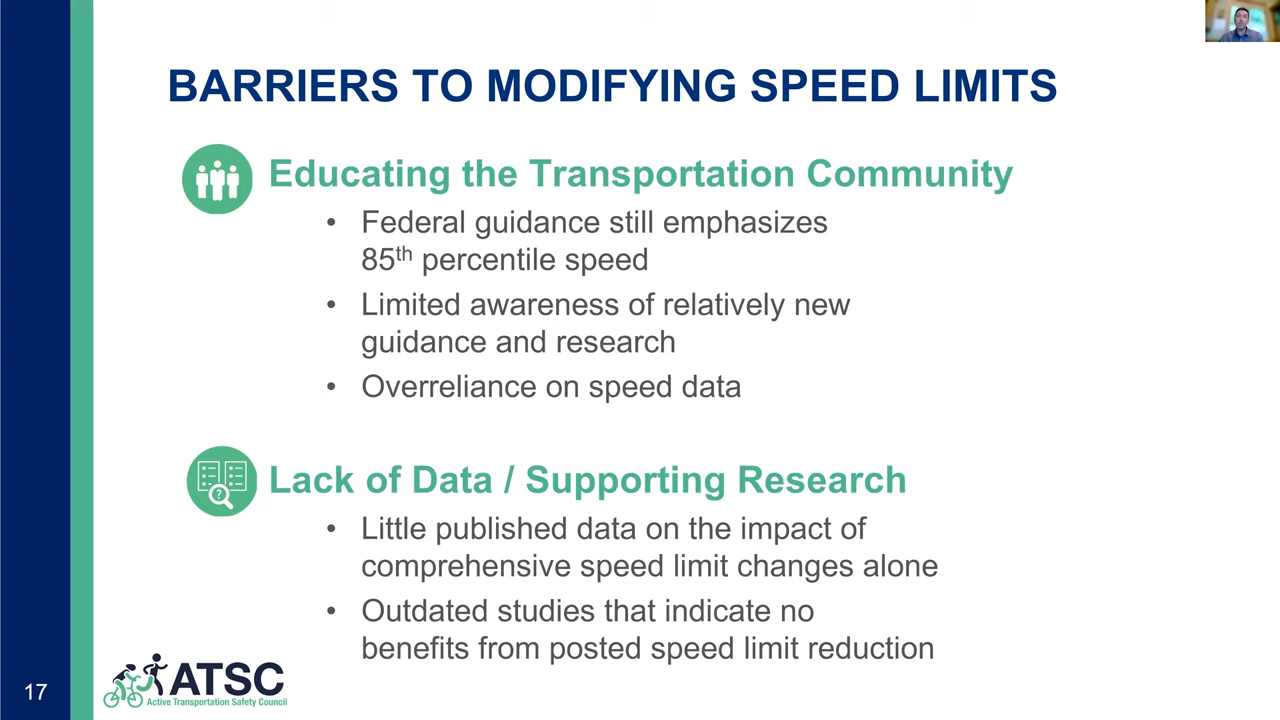 BARRIERS TO MODIFYING SPEED LIMITS
Educating the Transportation Community
• Federal guidance still emphasizes
85th percentile speed
• Limited awareness of relatively new
guidance and research
• Overreliance on speed data
Lack of Data / Supporting Research
?
• Little published data on the impact of
comprehensive speed limit changes alone
• Outdated studies that indicate no
benefits from posted speed limit reduction
17
ATSC
Active Transportation Safety Council